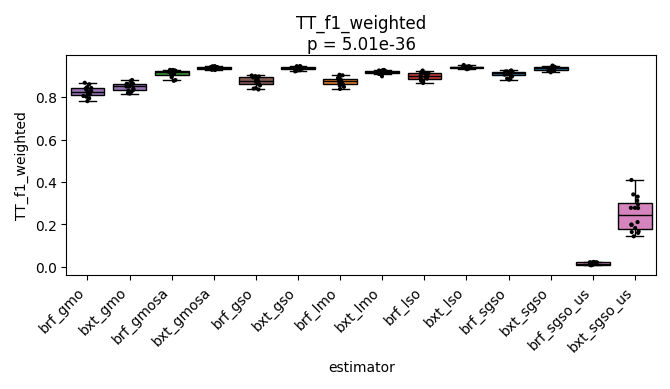 TT_f1_weighted
p = 5.01e-36
TT_f1_weighted
0.8
0.6
0.4
0.2
0.0
brf_gmo
bxt_gmo
brf_gmosa
bxt_gmosa
brf_gso
bxt_gso
brf_lmo
bxt_lmo
brf_lso
bxt_lso
brf_sgso
bxt_sgso
brf_sgso_us
bxt_sgso_us
estimator